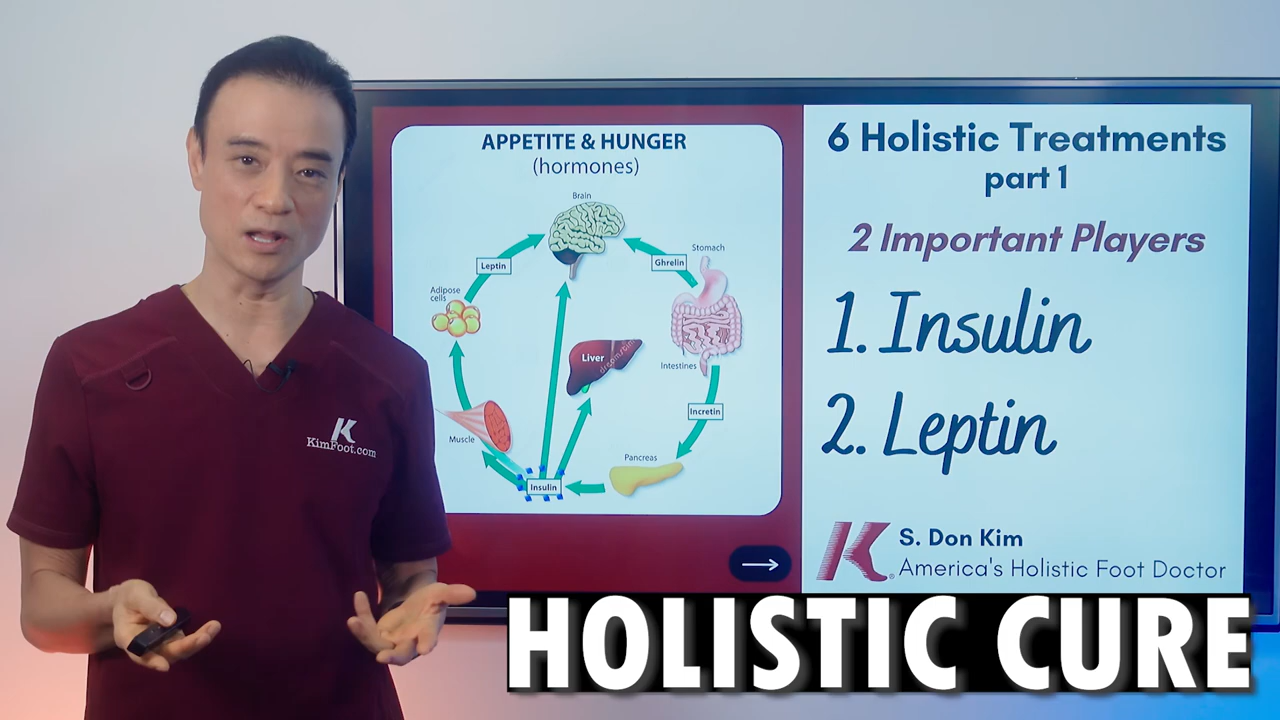 APPETITE & HUNGER
(hormones)
Brain
Leptin
Ghrelin
Stomach
Adipose
cells
Liver
dreamstime
Intestines
Incretin
Muscle
Pancreas
Insulin
6 Holistic Treatments
part 1
2 Important Players
1. Insulin
2. Leptin
K
S. Don Kim
America's Holistic Foot Doctor
K
KimFoot.com
HOLISTIC CURE